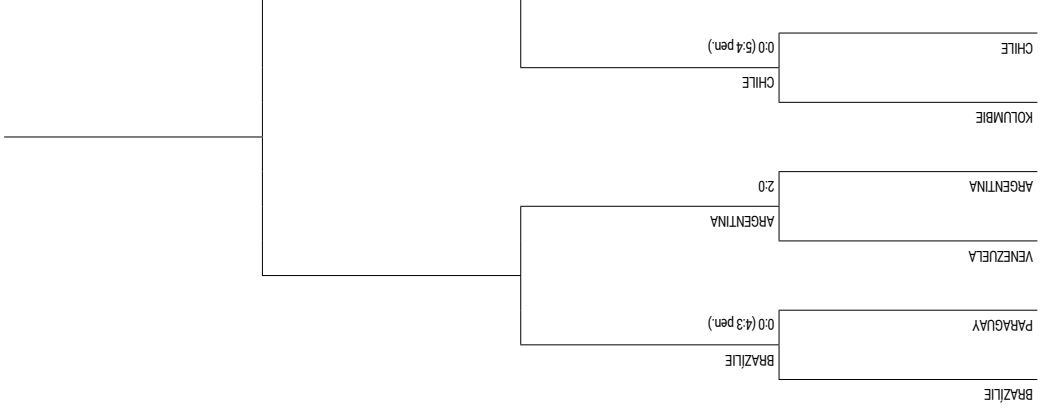 BRAZÍLIE
BRAZÍLIE
PARAGUAY
0:0 (4:3 pen.)
VENEZUELA
ARGENTINA
ARGENTINA
2:0
KOLUMBIE
CHILE
CHILE
0:0 (5:4 pen.)